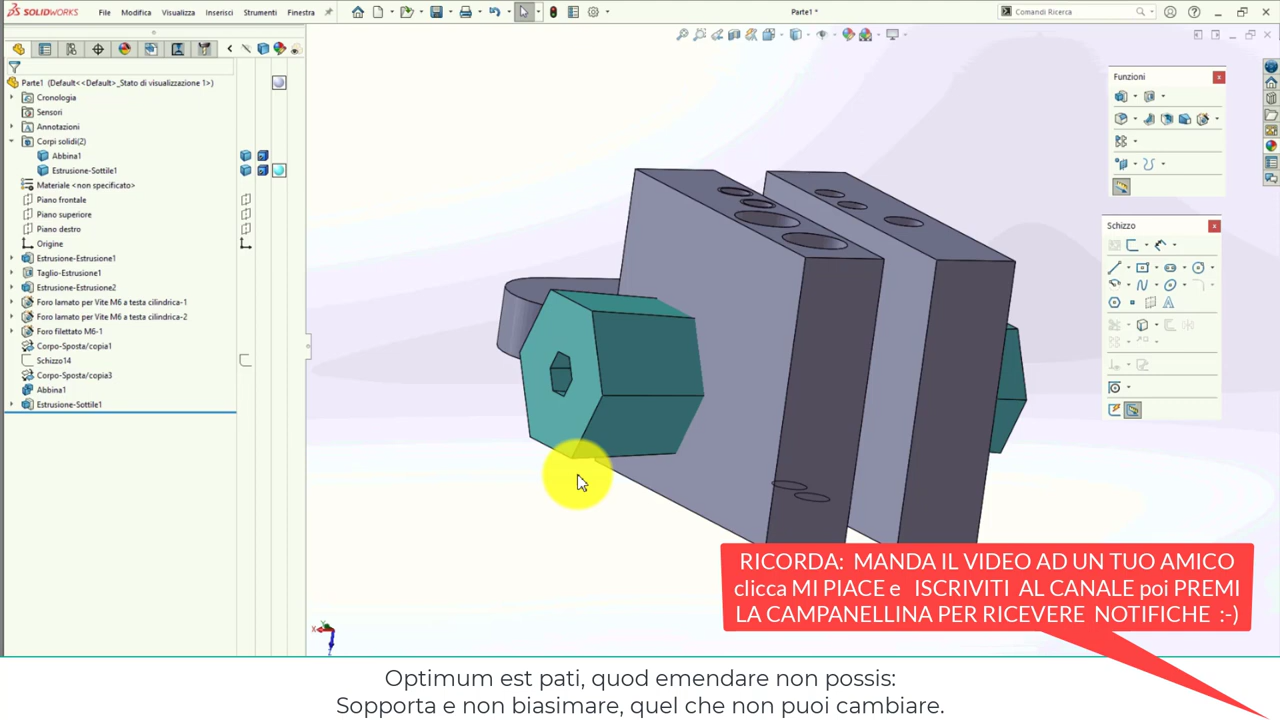 SOLIDWORKS
File
Modifica
Visualizza
Inserisci
Strumenti
Finestra
Parte1 *
Comandi Ricerca
Parte1 (Default<<Default>_Stato di visualizzazione 1>)
Cronologia
Sensori
Annotazioni
Corpi solidi(2)
Abbina1
Estrusione-Sottile1
Materiale <non specificato>
Piano frontale
Piano superiore
Piano destro
Origine
Estrusione-Estrusione1
Taglio-Estrusione1
Estrusione-Estrusione2
Foro lamato per Vite M6 a testa cilindrica-1
Foro lamato per Vite M6 a testa cilindrica-2
Foro filettato M6-1
Corpo-Sposta/copia1
Schizzo14
Corpo-Sposta/copia3
Abbina1
Estrusione-Sottile1
Funzioni
Schizzo
RICORDA: MANDA IL VIDEO AD UN TUO AMICO
clicca MI PIACE e ISCRIVITI AL CANALE poi PREMI
LA CAMPANELLINA PER RICEVERE NOTIFICHE :-)
Optimum est pati, quod emendare non possis:
Sopporta e non biasimare, quel che non puoi cambiare.